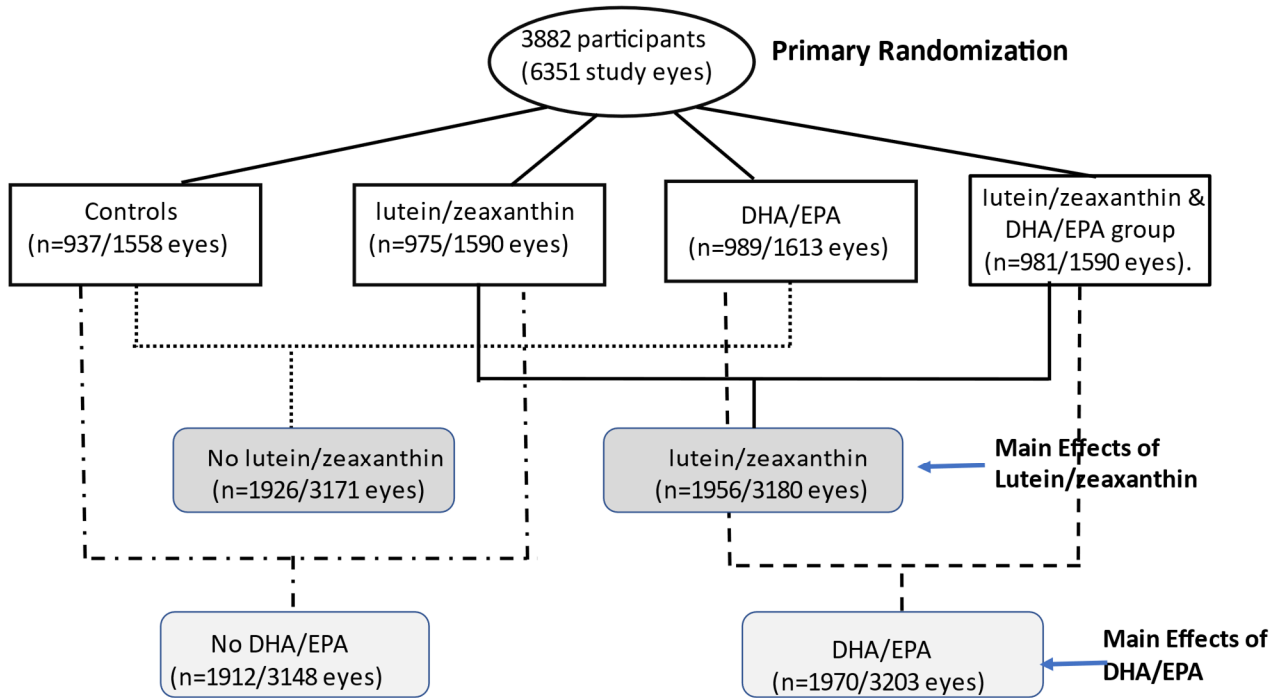 3882 participants
(6351 study eyes)
Primary Randomization
Controls
(n=937/1558 eyes)
lutein/zeaxanthin
(n=975/1590 eyes)
DHA/EPA
(n=989/1613 eyes)
lutein/zeaxanthin &
DHA/EPA group
(n=981/1590 eyes).
No lutein/zeaxanthin
(n=1926/3171 eyes)
lutein/zeaxanthin
(n=1956/3180 eyes)
Main Effects of
Lutein/zeaxanthin
No DHA/EPA
(n=1912/3148 eyes)
DHA/EPA
(n=1970/3203 eyes)
Main Effects of
DHA/EPA